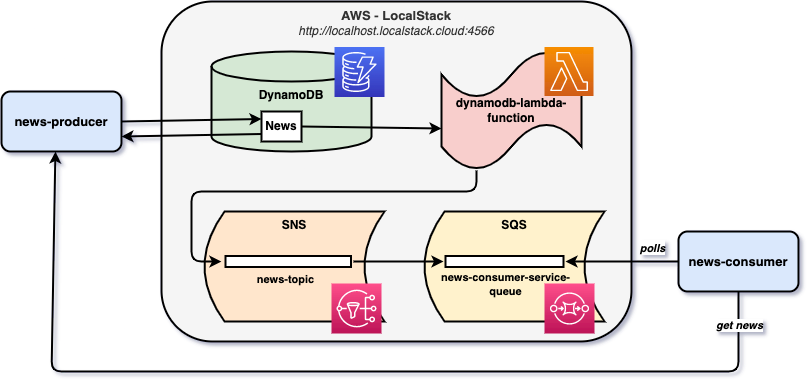 AWS - LocalStack
http://localhost.localstack.cloud:4566
DynamoDB
News
news-producer
dynamodb-lambda-
function
SNS
news-topic
SQS
news-consumer-service-
queue
polls
news-consumer
get news